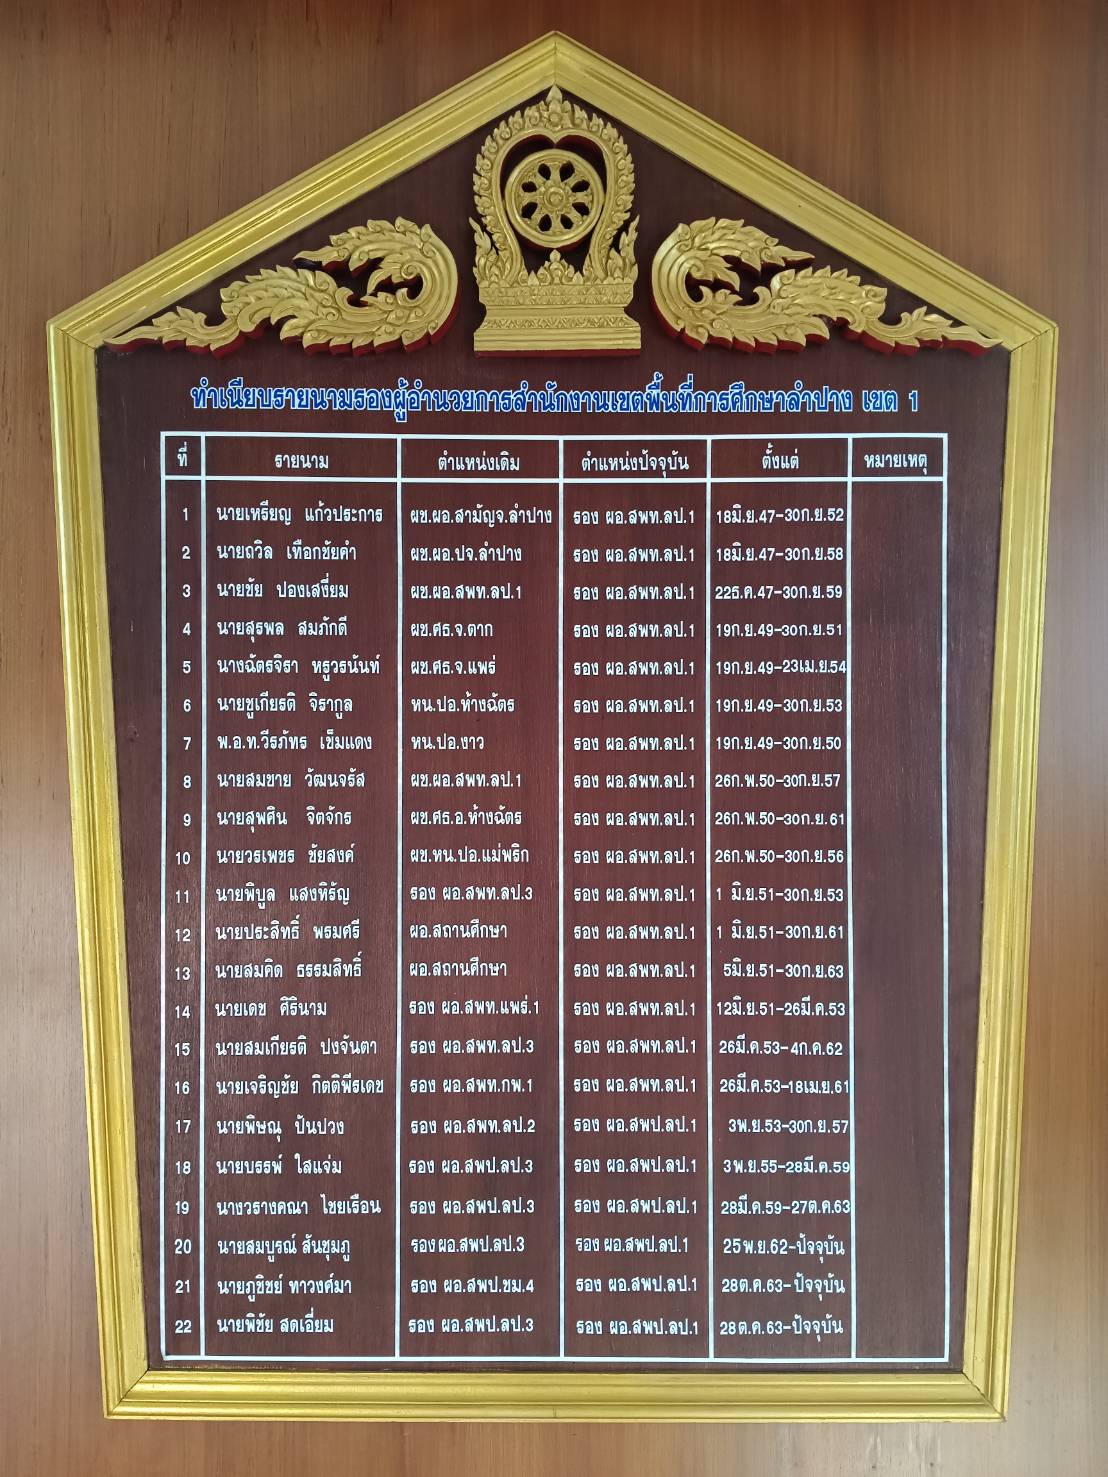 ทำเนียบรายนามรองผู้อำนวยการสำนักงานเขตพื้นที่การศึกษาลำปาง เขต 1
ที่ รายนาม ตำแหน่งเดิม ตำแหน่งปัจจุบัน ตั้งแต่ หมายเหตุ
1 นายเหรียญ แก้วประการ ผช.ผอ.สามัญจ.ลำปาง รอง ผอ.สพท.ลป.1 18มิ.ย.47-30ก.ย.52
2 นายถวิล เทือกชัยคำ ผช.ผอ.ปจ.ลำปาง รอง ผอ.สพท.ลป.1 18มิ.ย.47-30ก.ย.58
3 นายชัย ปองเสงี่ยม ผช.ผอ.สพท.ลป.1 รอง ผอ.สพท.ลป.1 22ธ.ค.47-30ก.ย.59
4 นายสุรพล สมภักดี ผช.ศธ.จ.ตาก รอง ผอ.สพท.ลป.1 19ก.ย.49-30ก.ย.51
5 นางฉัตรจิรา หรูวรนันท์ ผช.ศธ.จ.แพร่ รอง ผอ.สพท.ลป.1 19ก.ย.49-23เม.ย.54
6 นายชูเกียรติ จิรากูล หน.ปอ.ห้างฉัตร รอง ผอ.สพท.ลป.1 19ก.ย.49-30ก.ย.53
7 พ.อ.ท.วีรภัทร เข็มแดง หน.ปอ.งาว รอง ผอ.สพท.ลป.1 19ก.ย.49-30ก.ย.50
8 นายสมชาย วัฒนจรัส ผช.ผอ.สพท.ลป.1 รอง ผอ.สพท.ลป.1 26ก.พ.50-30ก.ย.57
9 นายสุพศิน จิตจักร ผช.ศธ.อ.ห้างฉัตร รอง ผอ.สพท.ลป.1 26ก.พ.50-30ก.ย.61
10 นายวรเพชร ชัยสงค์ ผช.หน.ปอ.แม่พริก รอง ผอ.สพท.ลป.1 26ก.พ.50-30ก.ย.56
11 นายพิบูล แสงหิรัญ รอง ผอ.สพท.ลป.3 รอง ผอ.สพท.ลป.1 1 มิ.ย.51-30ก.ย.53
12 นายประสิทธิ์ พรมศรี ผอ.สถานศึกษา รอง ผอ.สพท.ลป.1 1 มิ.ย.51-30ก.ย.61
13 นายสมคิด ธรรมสิทธิ์ ผอ.สถานศึกษา รอง ผอ.สพท.ลป.1 5มิ.ย.51-30ก.ย.63
14 นายเดช ศิรินาม รอง ผอ.สพท.แพร่.1 รอง ผอ.สพท.ลป.1 12มิ.ย.51-26มี.ค.53
15 นายสมเกียรติ ปงจันตา รอง ผอ.สพท.ลป.3 รอง ผอ.สพท.ลป.1 26มี.ค.53-4ก.ค.62
16 นายเจริญชัย กิตติพีรเดช รอง ผอ.สพท.กพ.1 รอง ผอ.สพท.ลป.1 26มี.ค.53-18เม.ย.61
17 นายพิษณุ ปันปวง รอง ผอ.สพท.ลป.2 รอง ผอ.สพป.ลป.1 3พ.ย.53-30ก.ย.57
18 นายบรรพ์ ใสแจ่ม รอง ผอ.สพป.ลป.3 รอง ผอ.สพป.ลป.1 3พ.ย.55-28มี.ค.59
19 นางวรางคณา ไชยเรือน รอง ผอ.สพป.ลป.3 รอง ผอ.สพป.ลป.1 28มี.ค.59-27ต.ค.63
20 นายสมบูรณ์ สันชุมภู รองผอ.สพป.ลป.3 รอง ผอ.สพป.ลป.1 25พ.ย.62-ปัจจุบัน
21 นายภูชิชย์ ทาวงศ์มา รอง ผอ.สพป.ชม.4 รอง ผอ.สพป.ลป.1 28ต.ค.63-ปัจจุบัน
22 นายพิชัย สดเอี่ยม รอง ผอ.สพป.ลป.3 รอง ผอ.สพป.ลป.1 28ต.ค.63-ปัจจุบัน